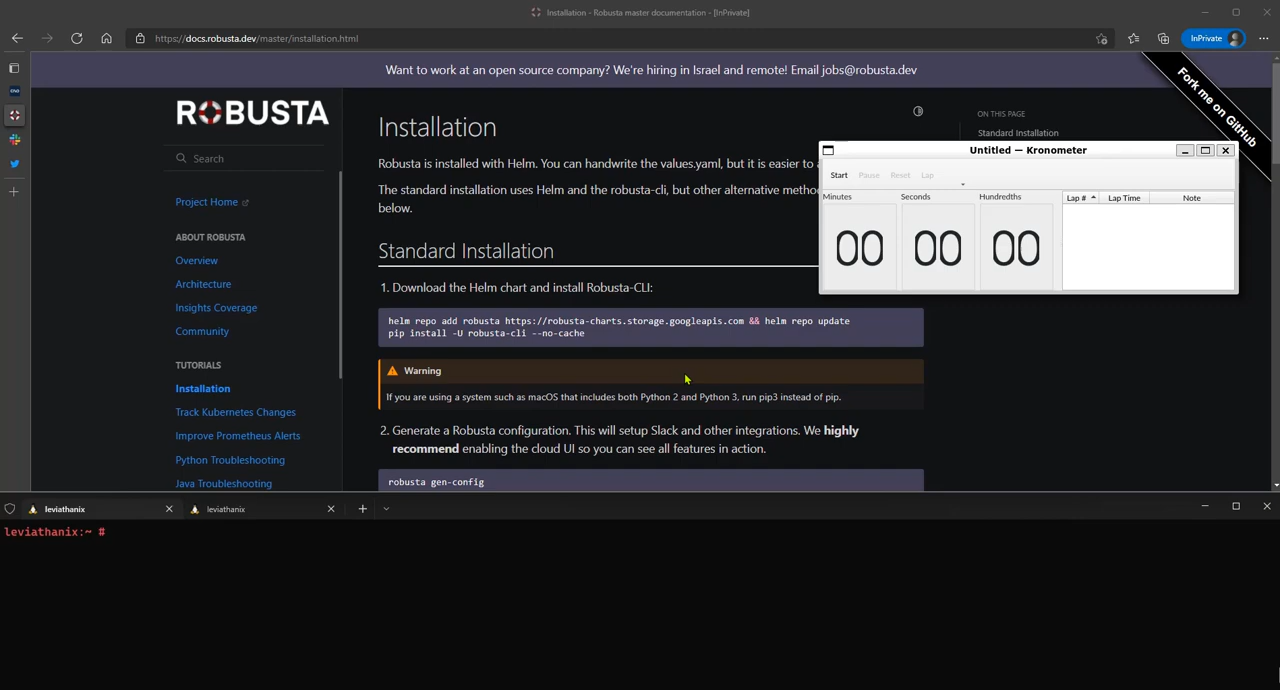 Installation - Robusta master documentation - [InPrivate]
https://docs.robusta.dev/master/installation.html
InPrivate
Want to work at an open source company? We're hiring in Israel and remote! Email jobs@robusta.dev
Fork me on GitHub
ROBUSTA
Search
Project Home
ABOUT ROBUSTA
Overview
Architecture
Insights Coverage
Community
TUTORIALS
Installation
Track Kubernetes Changes
Improve Prometheus Alerts
Python Troubleshooting
Java Troubleshooting
Installation
Robusta is installed with Helm. You can handwrite the values.yaml, but it is easier to
The standard installation uses Helm and the robusta-cli, but other alternative
below.
Standard Installation
1. Download the Helm chart and install Robusta-CLI:
helm repo add robusta https://robusta-charts.storage.googleapis.com && helm repo update
pip install -U robusta-cli --no-cache
Warning
If you are using a system such as macOS that includes both Python 2 and Python 3, run pip3 instead of pip.
2. Generate a Robusta configuration. This will setup Slack and other integrations. We highly
recommend enabling the cloud UI so you can see all features in action.
robusta gen-config
ON THIS PAGE
Standard Installation
Untitled — Kronometer
Start Pause Reset Lap
Minutes Seconds Hundredths
00 00 00
Lap # Lap Time Note
leviathanix
leviathanix
leviathanix:~ #